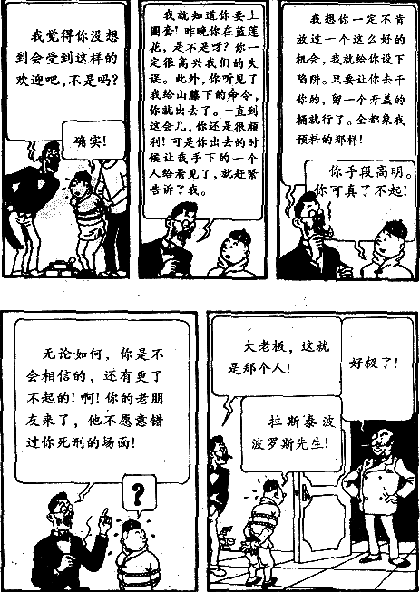 我觉得你没想
到会受到这样的
欢迎吧,不是吗?
确实!
我就知道你要上
圈套!昨晚你在蓝莲
花,是不是呀?你一
定很高兴我们的失
误。此外,你听见了
我给山藤下的命令,
你就出去了。一直到
这会儿,你还是很顺
利!可是你出去的时
候让我手下的一个
人给看见了,就赶紧
告诉了我。
我想你一定不肯
放过一个这么好的
机会,我就给你设下
陷阱。只要让你去干
你的,留一个开盖的
桶就行了。全都象我
预料的那样!
你手段高明。
你可真了不起!
无论如何,你是不
会相信的,还有更了
不起的!啊!你的老朋
友来了,他不愿意错
过你死刑的场面!
?
大老板,这就
是那个人!
好极了!
拉斯泰波
波罗斯先生!